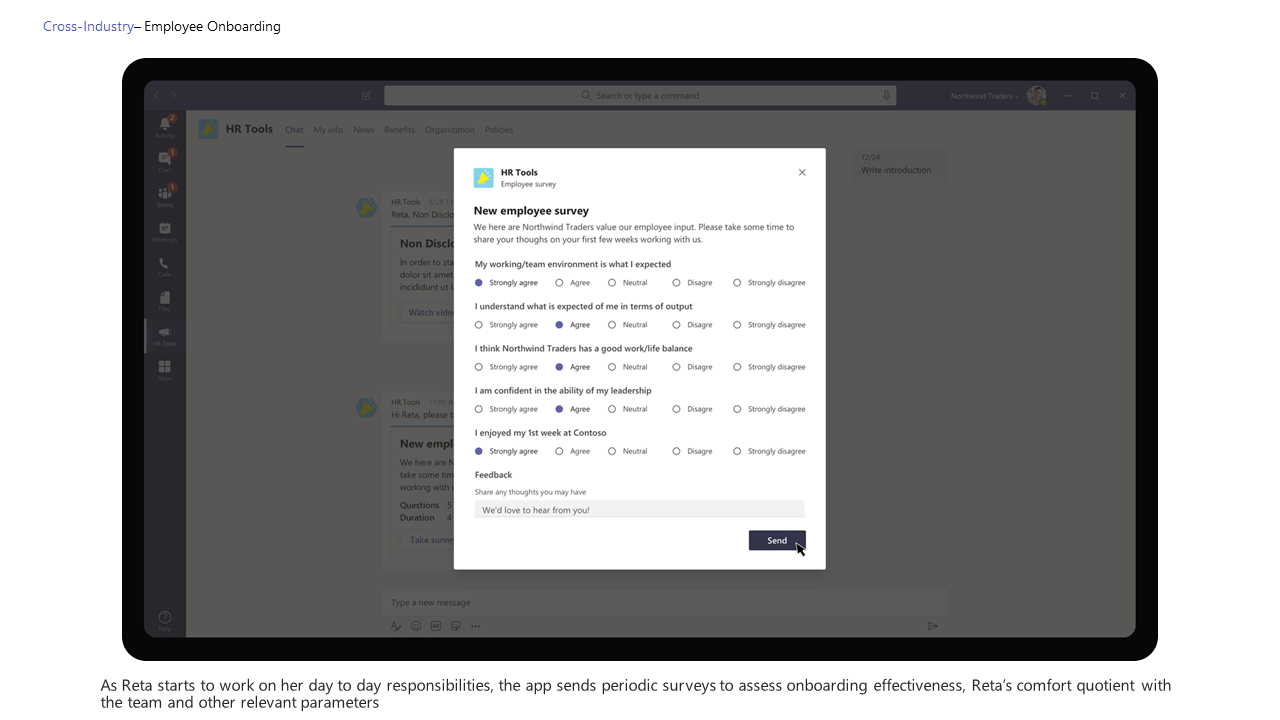 Cross-Industry– Employee Onboarding
Search or type a command
Northwind Traders
HR Tools
Chat My info News Benefits Organization Policies
Activity
2
Chat
1
Teams
1
Meetings
Calls
Files
HR Tools
Apps
Help
12/24
Write introduction
HR Tools 8/28
Reta, Non Disclo
Non Disclo
In order to sta
dolor sit amet
incididunt ut l
Watch vide
HR Tools 11:00
Hi Reta, please t
New empl
We here are N
take some tim
working with
Questions 5
Duration 4
Take surve
HR Tools
Employee survey
New employee survey
We here are Northwind Traders value our employee input. Please take some time to
share your thoughs on your first few weeks working with us.
My working/team environment is what I expected
Strongly agree Agree Neutral Disagre Strongly disagree
I understand what is expected of me in terms of output
Strongly agree Agree Neutral Disagre Strongly disagree
I think Northwind Traders has a good work/life balance
Strongly agree Agree Neutral Disagre Strongly disagree
I am confident in the ability of my leadership
Strongly agree Agree Neutral Disagre Strongly disagree
I enjoyed my 1st week at Contoso
Strongly agree Agree Neutral Disagre Strongly disagree
Feedback
Share any thoughts you may have
We'd love to hear from you!
Send
Type a new message
As Reta starts to work on her day to day responsibilities, the app sends periodic surveys to assess onboarding effectiveness, Reta's comfort quotient with
the team and other relevant parameters